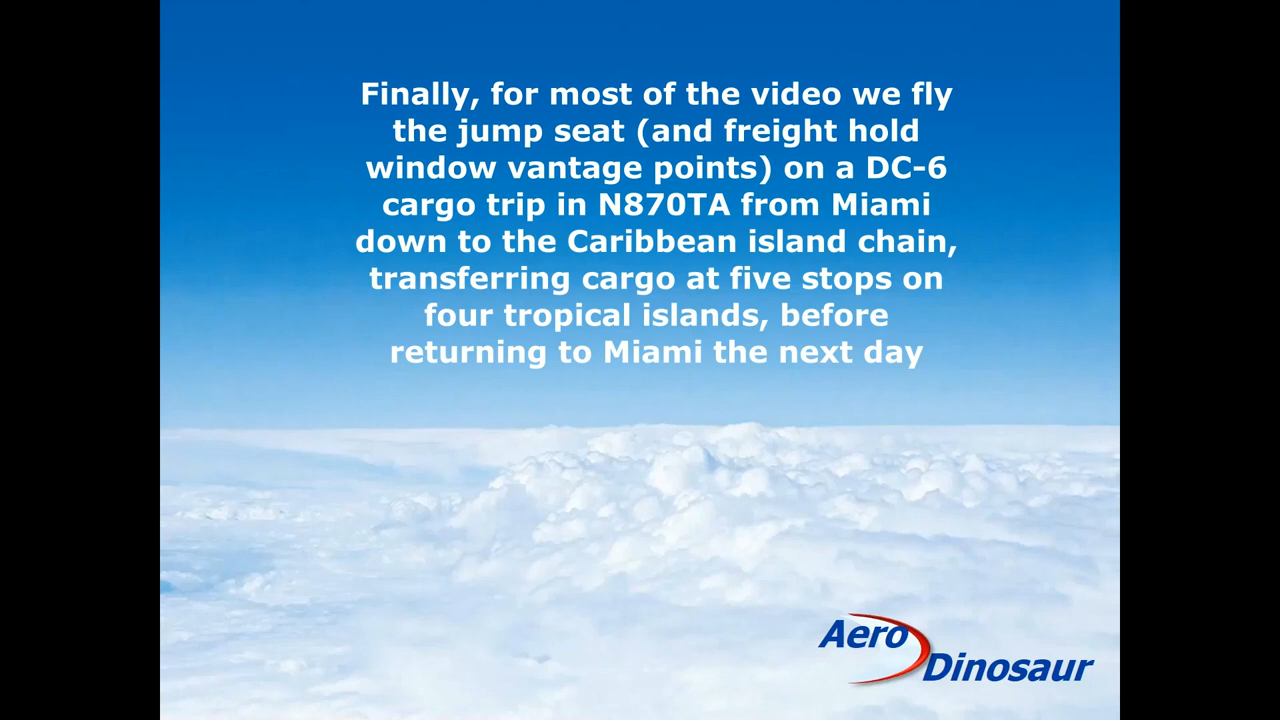 Finally, for most of the video we fly
the jump seat (and freight hold
window vantage points) on a DC-6
cargo trip in N870TA from Miami
down to the Caribbean island chain,
transferring cargo at five stops on
four tropical islands, before
returning to Miami the next day
Aero
Dinosaur